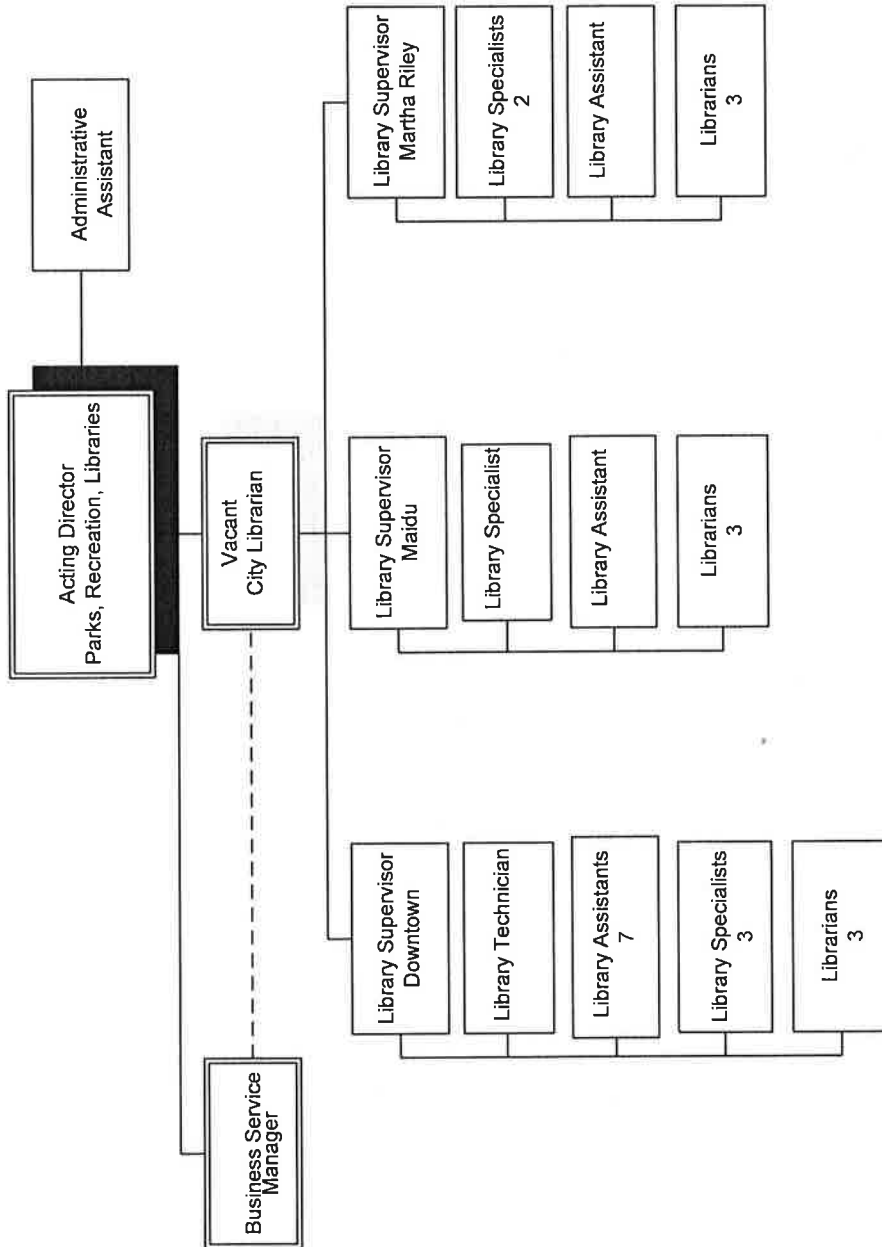 Acting Director
Parks, Recreation, Libraries
Administrative
Assistant
Business Service
Manager
Vacant
City Librarian
Library Supervisor
Downtown
Library Technician
Library Assistants
7
Library Specialists
3
Librarians
3
Library Supervisor
Maidu
Library Specialist
Library Assistant
Librarians
3
Library Supervisor
Martha Riley
Library Specialists
2
Library Assistant
Librarians
3